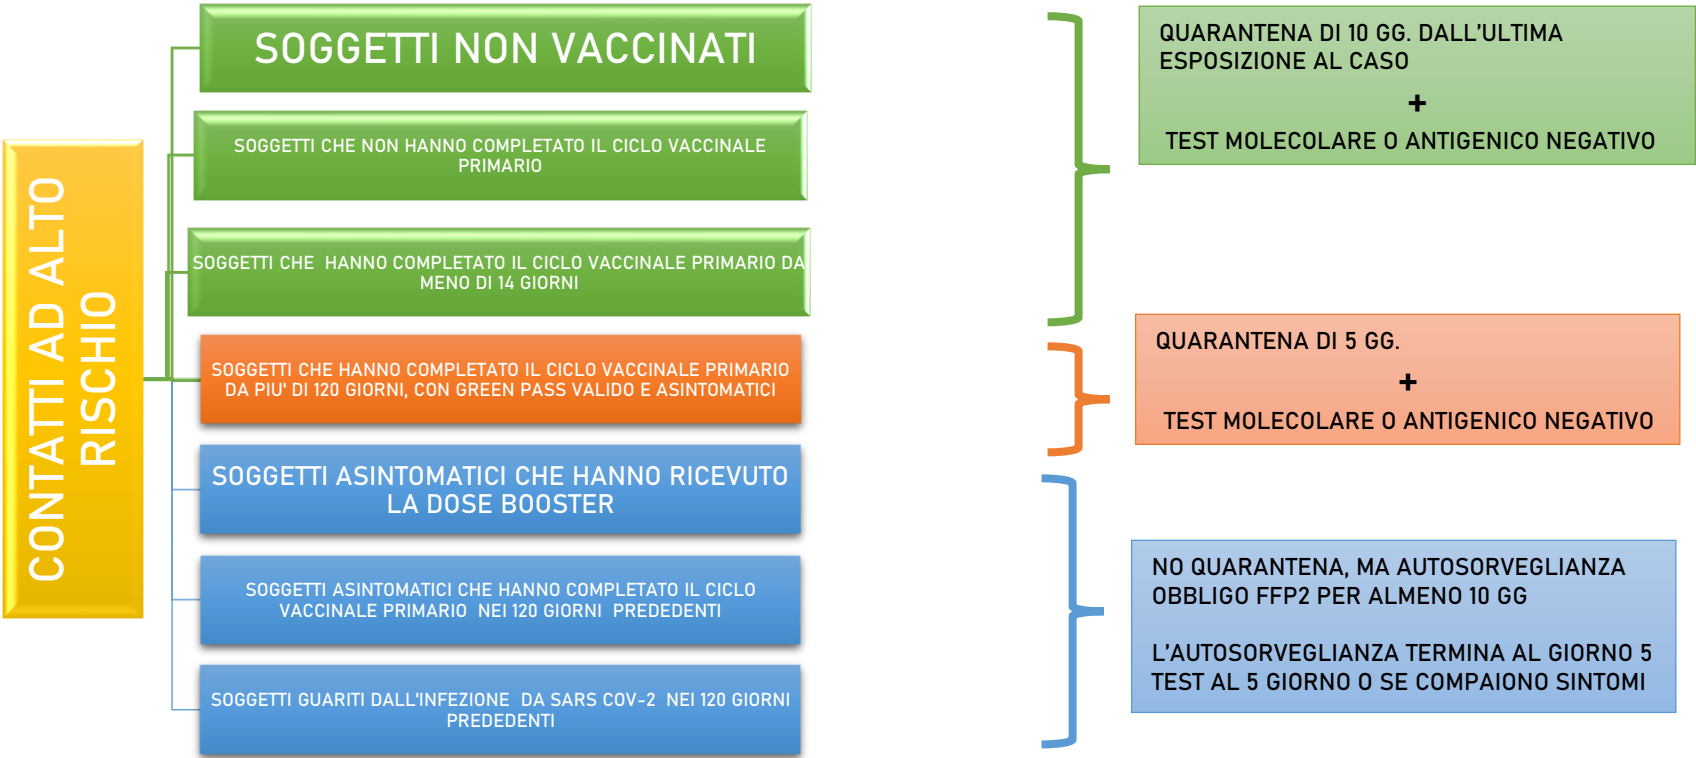 CONTATTI AD ALTO
RISCHIO
SOGGETTI NON VACCINATI
SOGGETTI CHE NON HANNO COMPLETATO IL CICLO VACCINALE
PRIMARIO
SOGGETTI CHE HANNO COMPLETATO IL CICLO VACCINALE PRIMARIO DA
MENO DI 14 GIORNI
SOGGETTI CHE HANNO COMPLETATO IL CICLO VACCINALE PRIMARIO
DA PIU' DI 120 GIORNI, CON GREEN PASS VALIDO E ASINTOMATICI
SOGGETTI ASINTOMATICI CHE HANNO RICEVUTO
LA DOSE BOOSTER
SOGGETTI ASINTOMATICI CHE HANNO COMPLETATO IL CICLO
VACCINALE PRIMARIO NEI 120 GIORNI PREDEDENTI
SOGGETTI GUARITI DALL'INFEZIONE DA SARS COV-2 NEI 120 GIORNI
PREDEDENTI
QUARANTENA DI 10 GG. DALL'ULTIMA
ESPOSIZIONE AL CASO
+
TEST MOLECOLARE O ANTIGENICO NEGATIVO
QUARANTENA DI 5 GG.
+
TEST MOLECOLARE O ANTIGENICO NEGATIVO
NO QUARANTENA, MA AUTOSORVEGLIANZA
OBBLIGO FFP2 PER ALMENO 10 GG
L'AUTOSORVEGLIANZA TERMINA AL GIORNO 5
TEST AL 5 GIORNO O SE COMPAIONO SINTOMI